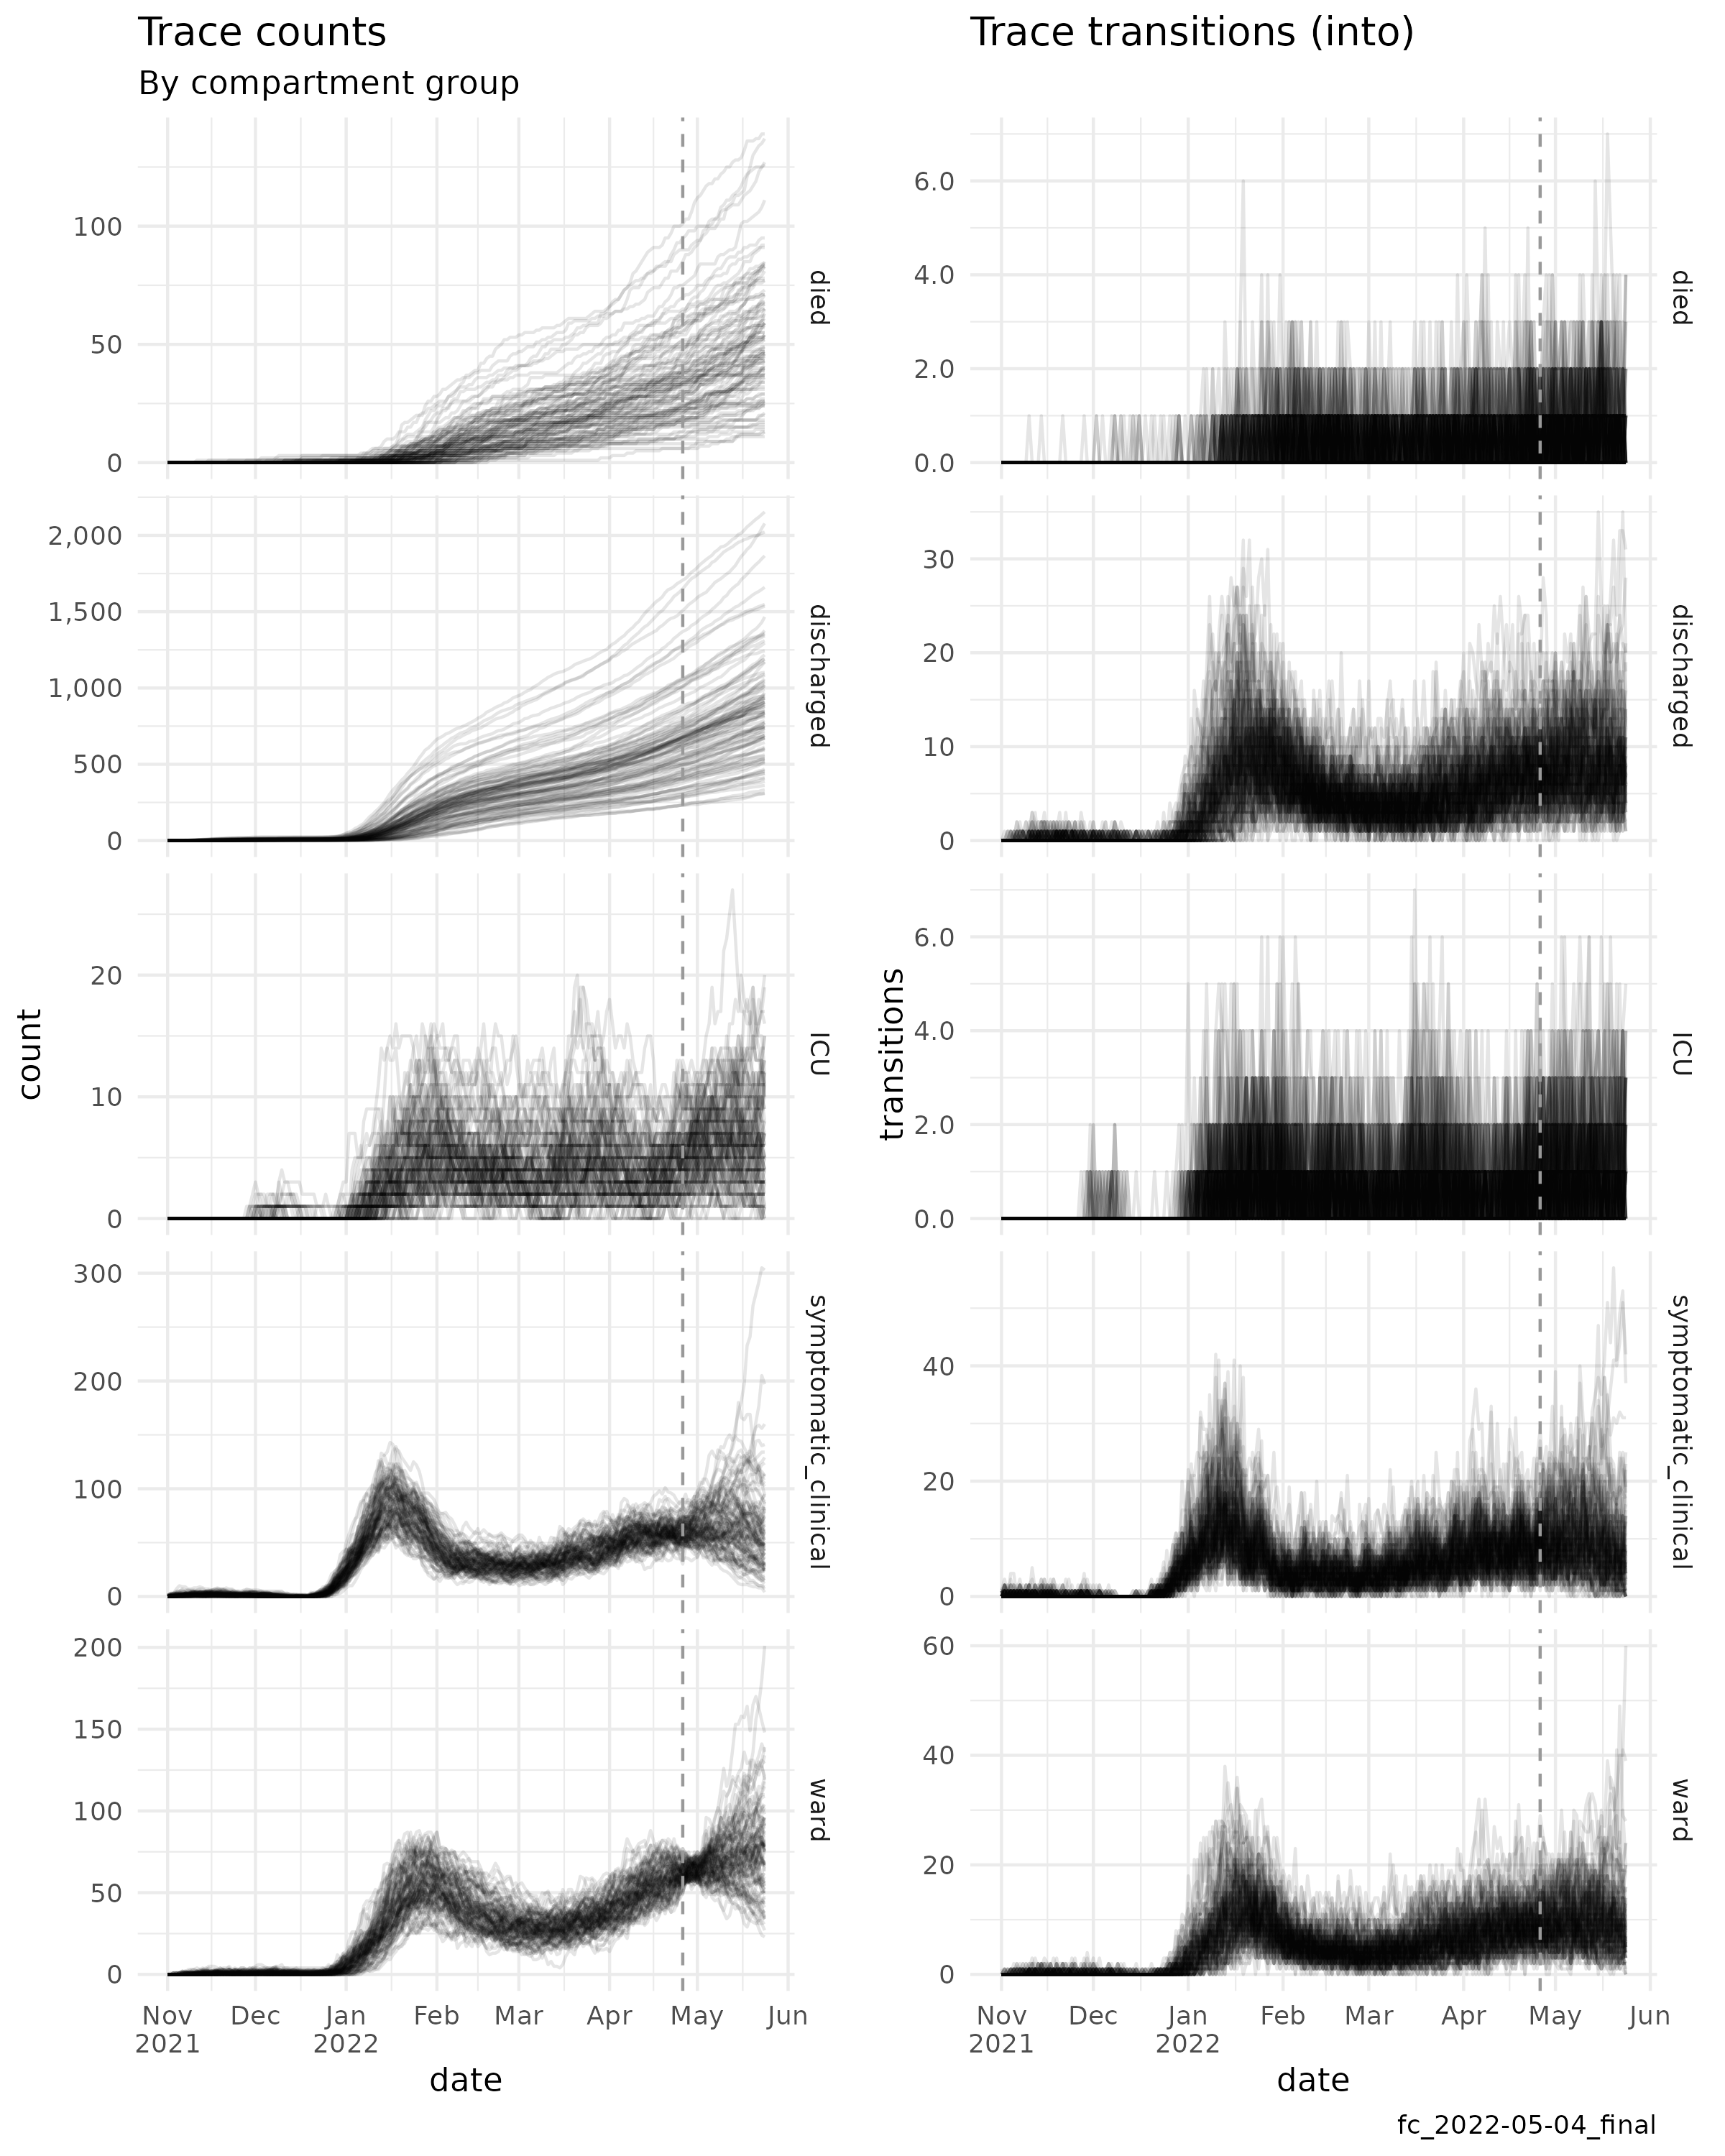 Trace counts
By compartment group
100
50
0
died
2,000
1,500
1,000
500
0
discharged
20
10
0
ICU
300
200
100
0
symptomatic_clinical
200
150
100
50
0
ward
count
Nov Dec Jan Feb Mar Apr May Jun
2021 2022
date
Trace transitions (into)
6.0
4.0
2.0
0.0
died
30
20
10
0
discharged
6.0
4.0
2.0
0.0
ICU
40
20
0
symptomatic_clinical
60
40
20
0
ward
transitions
Nov Dec Jan Feb Mar Apr May Jun
2021 2022
date
fc_2022-05-04_final